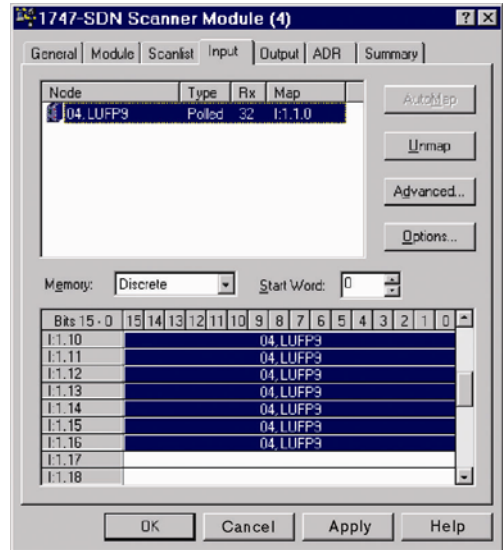 1747-SDN Scanner Module (4)
General Module Scanlist Input Output ADR Summary
Node Type Rx Map
04, LUFP9 Polled 32 I:1.1.0
AutoMap
Unmap
Advanced...
Options...
Memory: Discrete Start Word: 0
Bits 15 - 0 15 14 13 12 11 10 9 8 7 6 5 4 3 2 1 0
I:1.10 04, LUFP9
I:1.11 04, LUFP9
I:1.12 04, LUFP9
I:1.13 04, LUFP9
I:1.14 04, LUFP9
I:1.15 04, LUFP9
I:1.16 04, LUFP9
I:1.17
I:1.18
OK Cancel Apply Help